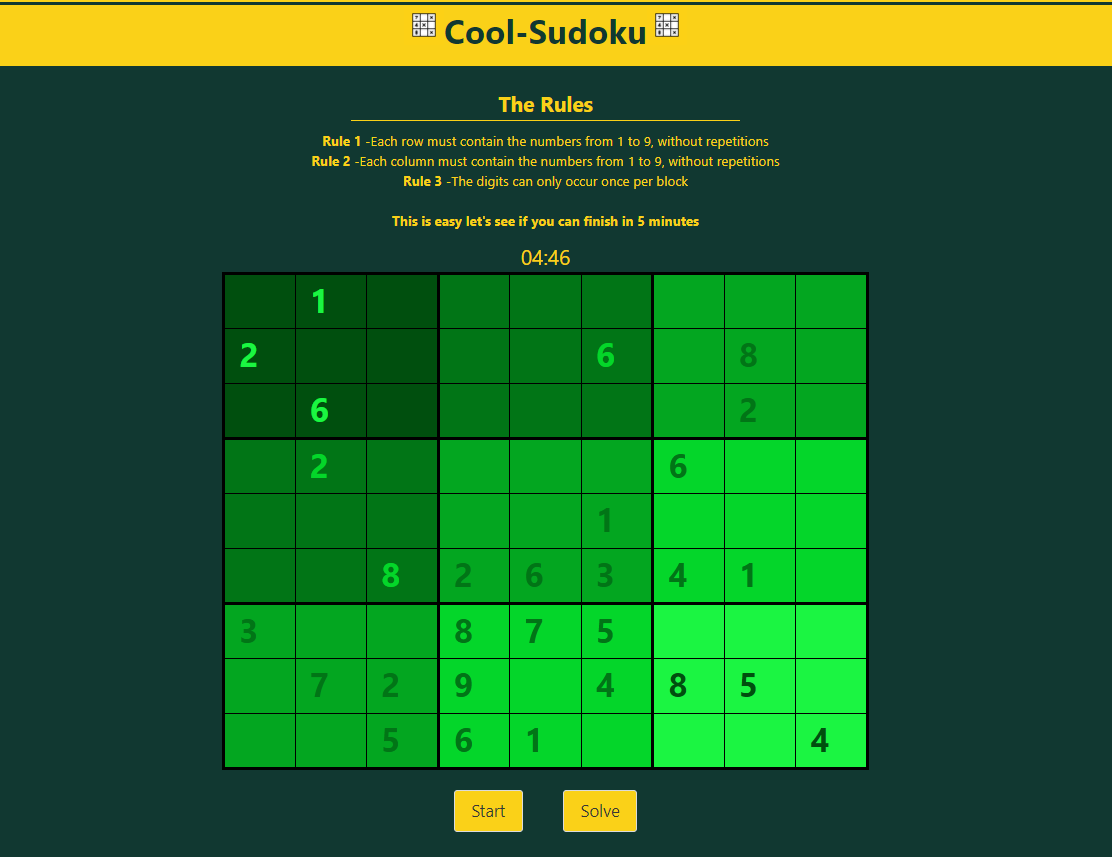 Cool-Sudoku
The Rules
Rule 1 -Each row must contain the numbers from 1 to 9, without repetitions
Rule 2 -Each column must contain the numbers from 1 to 9, without repetitions
Rule 3 -The digits can only occur once per block
This is easy let's see if you can finish in 5 minutes
04:46
1
2 6 8
6 2
2 6
1
8 2 6 3 4 1
3 8 7 5
7 2 9 4 8 5
5 6 1 4
Start Solve